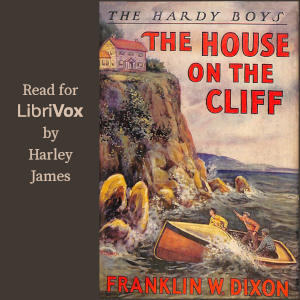 Read for
LibriVox
by
Harley
James
THE HARDY BOYS
THE HOUSE
ON THE
CLIFF
FRANKLIN W. DIXON